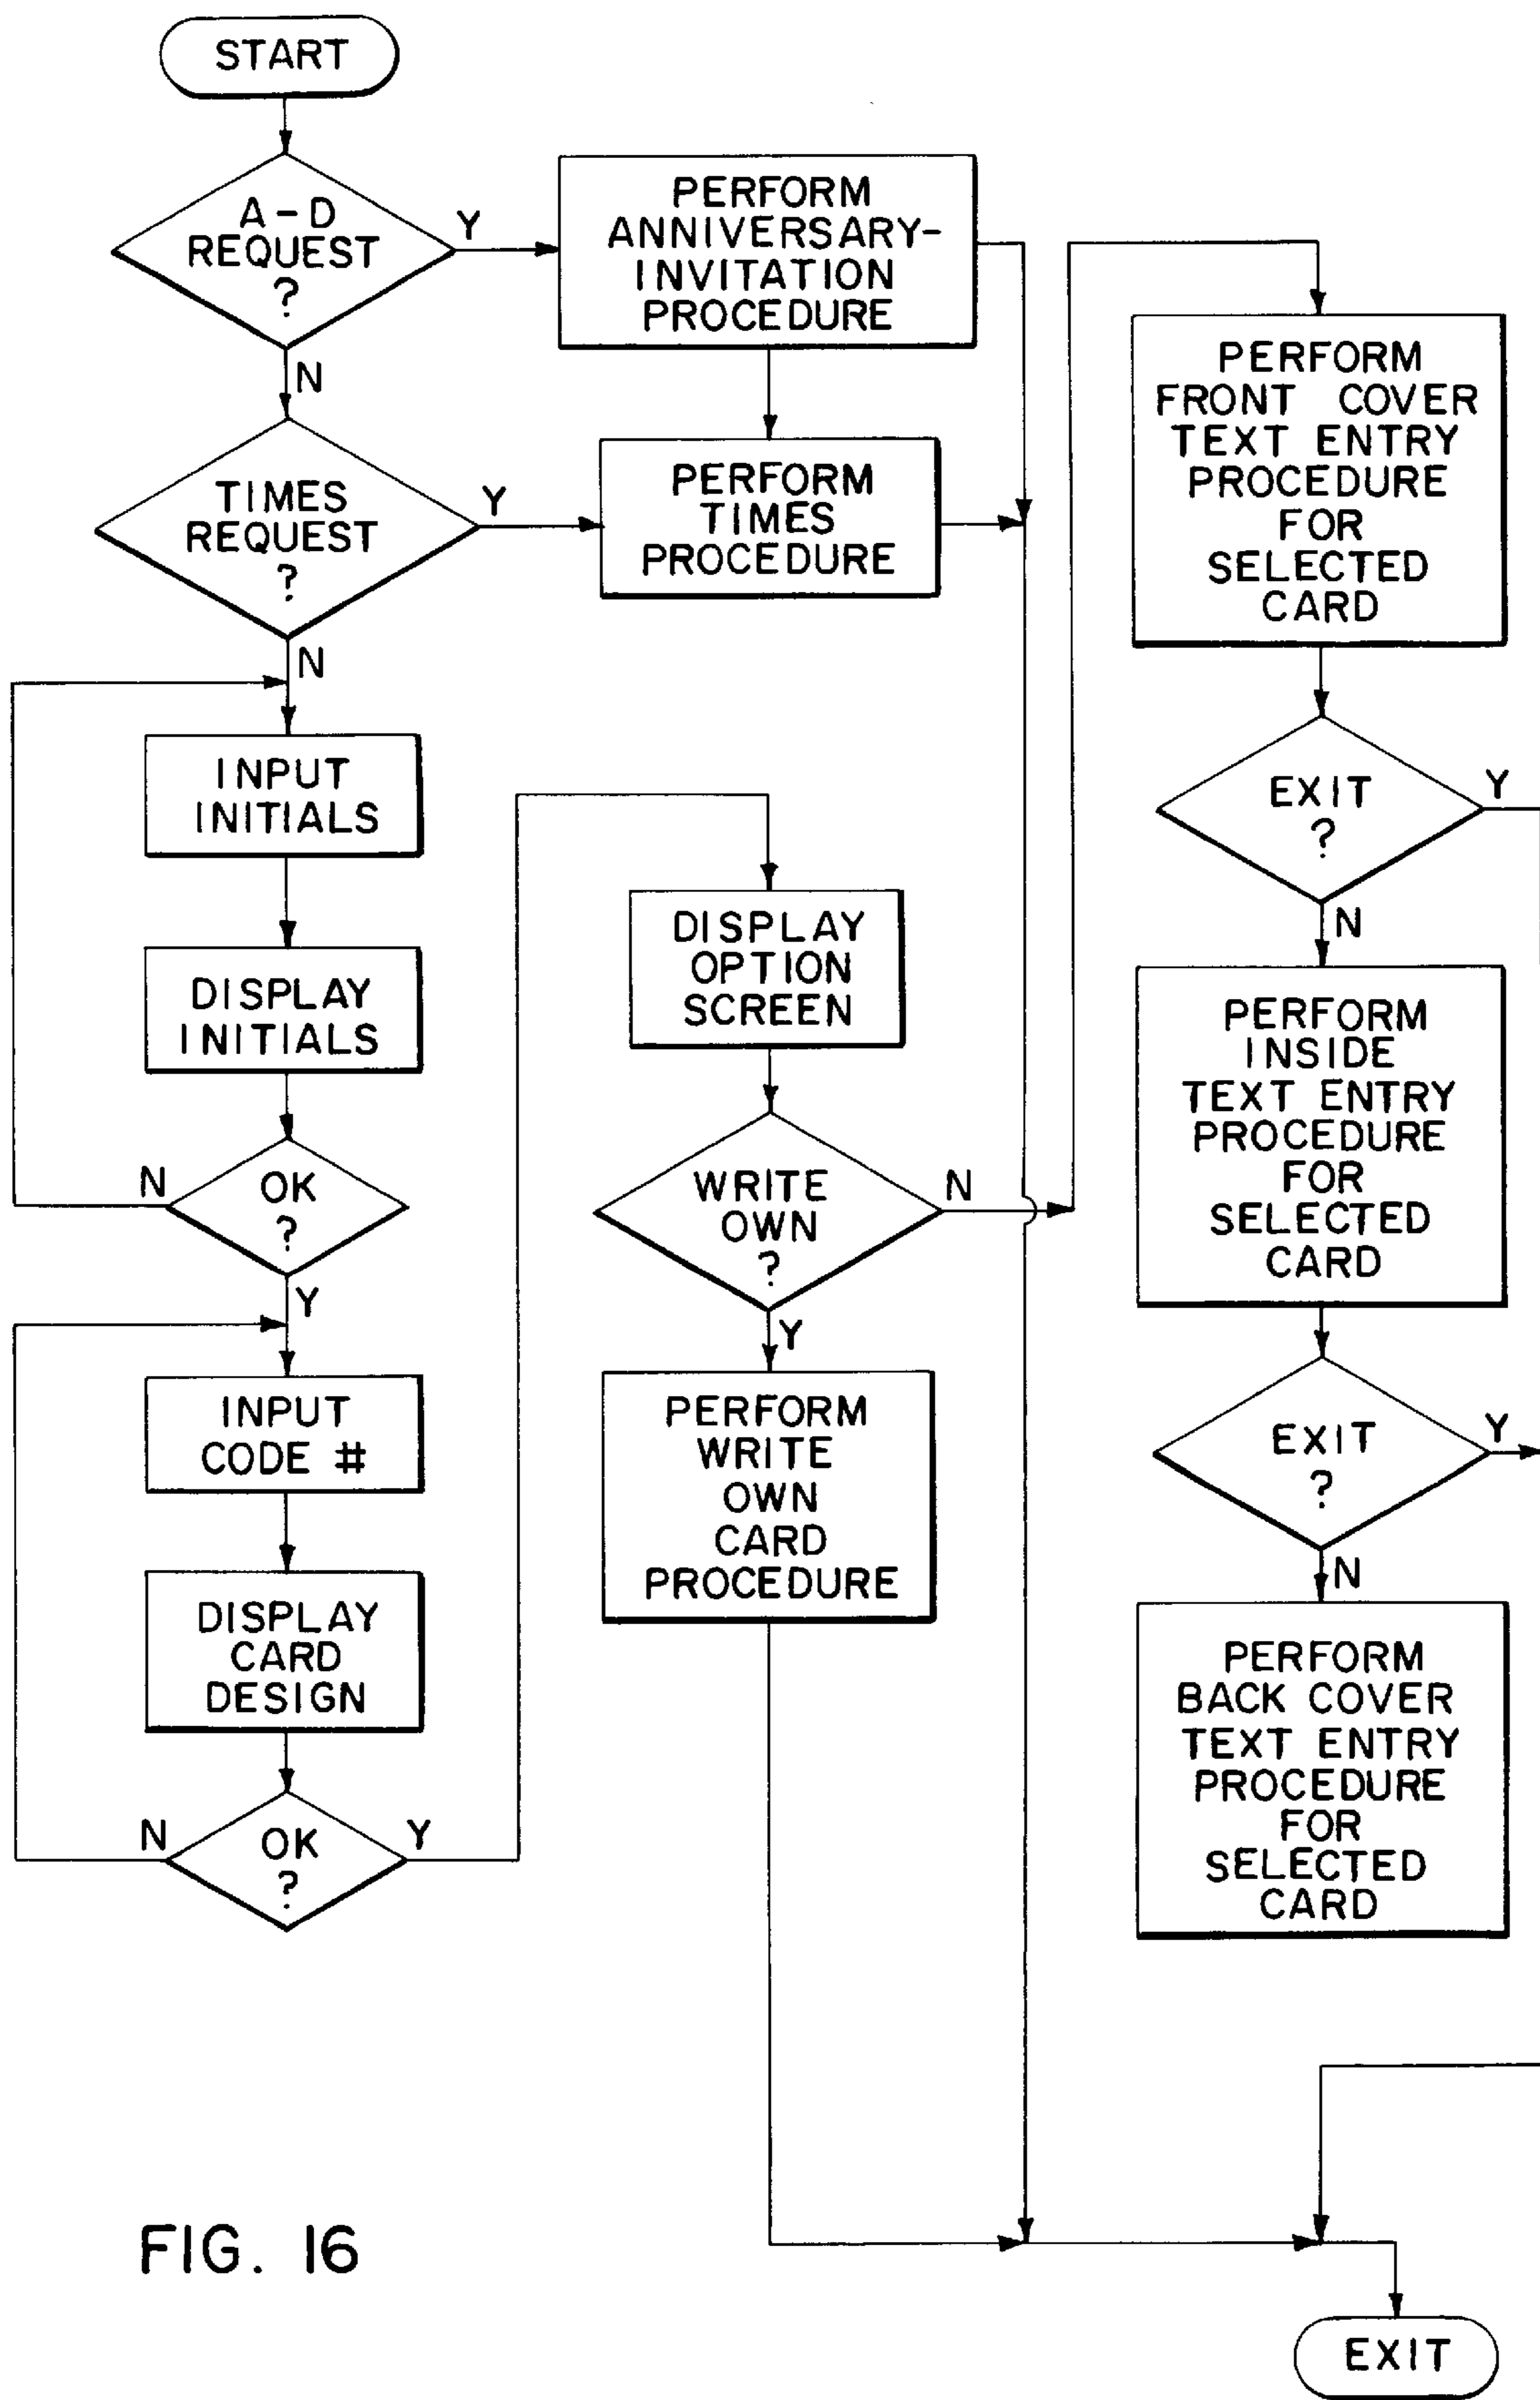 START
A-D
REQUEST
?
Y
N
PERFORM
ANNIVERSARY-
INVITATION
PROCEDURE
TIMES
REQUEST
?
Y
N
PERFORM
TIMES
PROCEDURE
INPUT
INITIALS
DISPLAY
INITIALS
OK
?
N
Y
INPUT
CODE #
DISPLAY
CARD
DESIGN
OK
?
N
Y
DISPLAY
OPTION
SCREEN
WRITE
OWN
?
N
Y
PERFORM
WRITE
OWN
CARD
PROCEDURE
PERFORM
FRONT COVER
TEXT ENTRY
PROCEDURE
FOR
SELECTED
CARD
EXIT
?
Y
N
PERFORM
INSIDE
TEXT ENTRY
PROCEDURE
FOR
SELECTED
CARD
EXIT
?
Y
N
PERFORM
BACK COVER
TEXT ENTRY
PROCEDURE
FOR
SELECTED
CARD
EXIT
FIG. 16